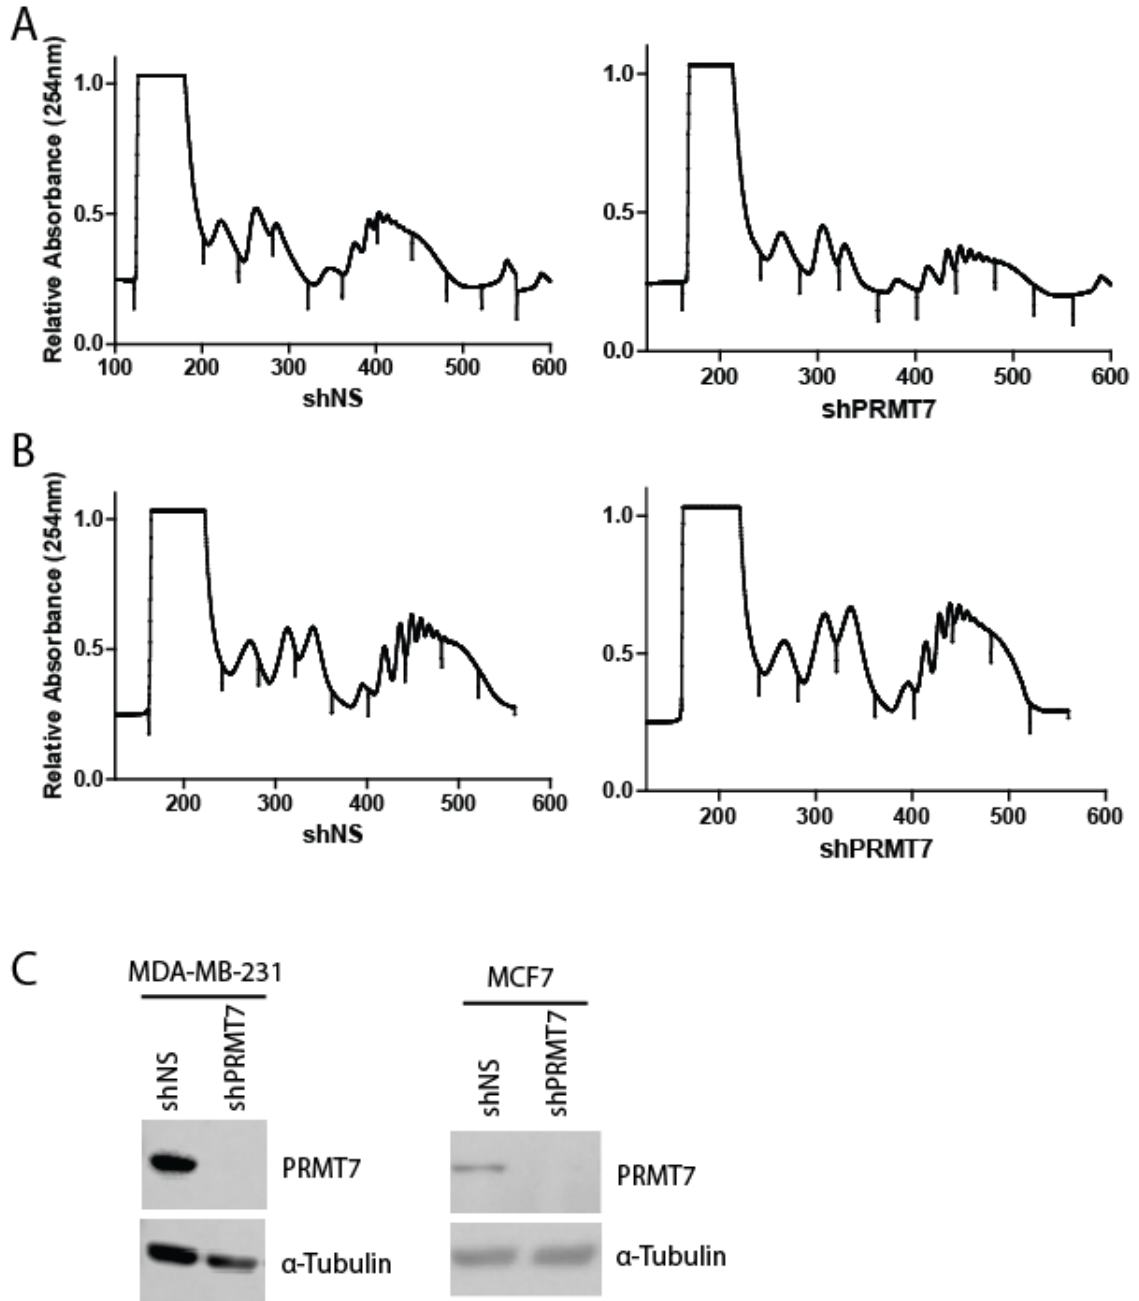 A
Relative Absorbance (254nm)
1.0
0.5
0.0
100 200 300 400 500 600
shNS
1.0
0.5
0.0
200 300 400 500 600
shPRMT7
B
Relative Absorbance (254nm)
1.0
0.5
0.0
200 300 400 500 600
shNS
1.0
0.5
0.0
200 300 400 500 600
shPRMT7
C
MDA-MB-231
shNS
shPRMT7
PRMT7
α-Tubulin
MCF7
shNS
shPRMT7
PRMT7
α-Tubulin